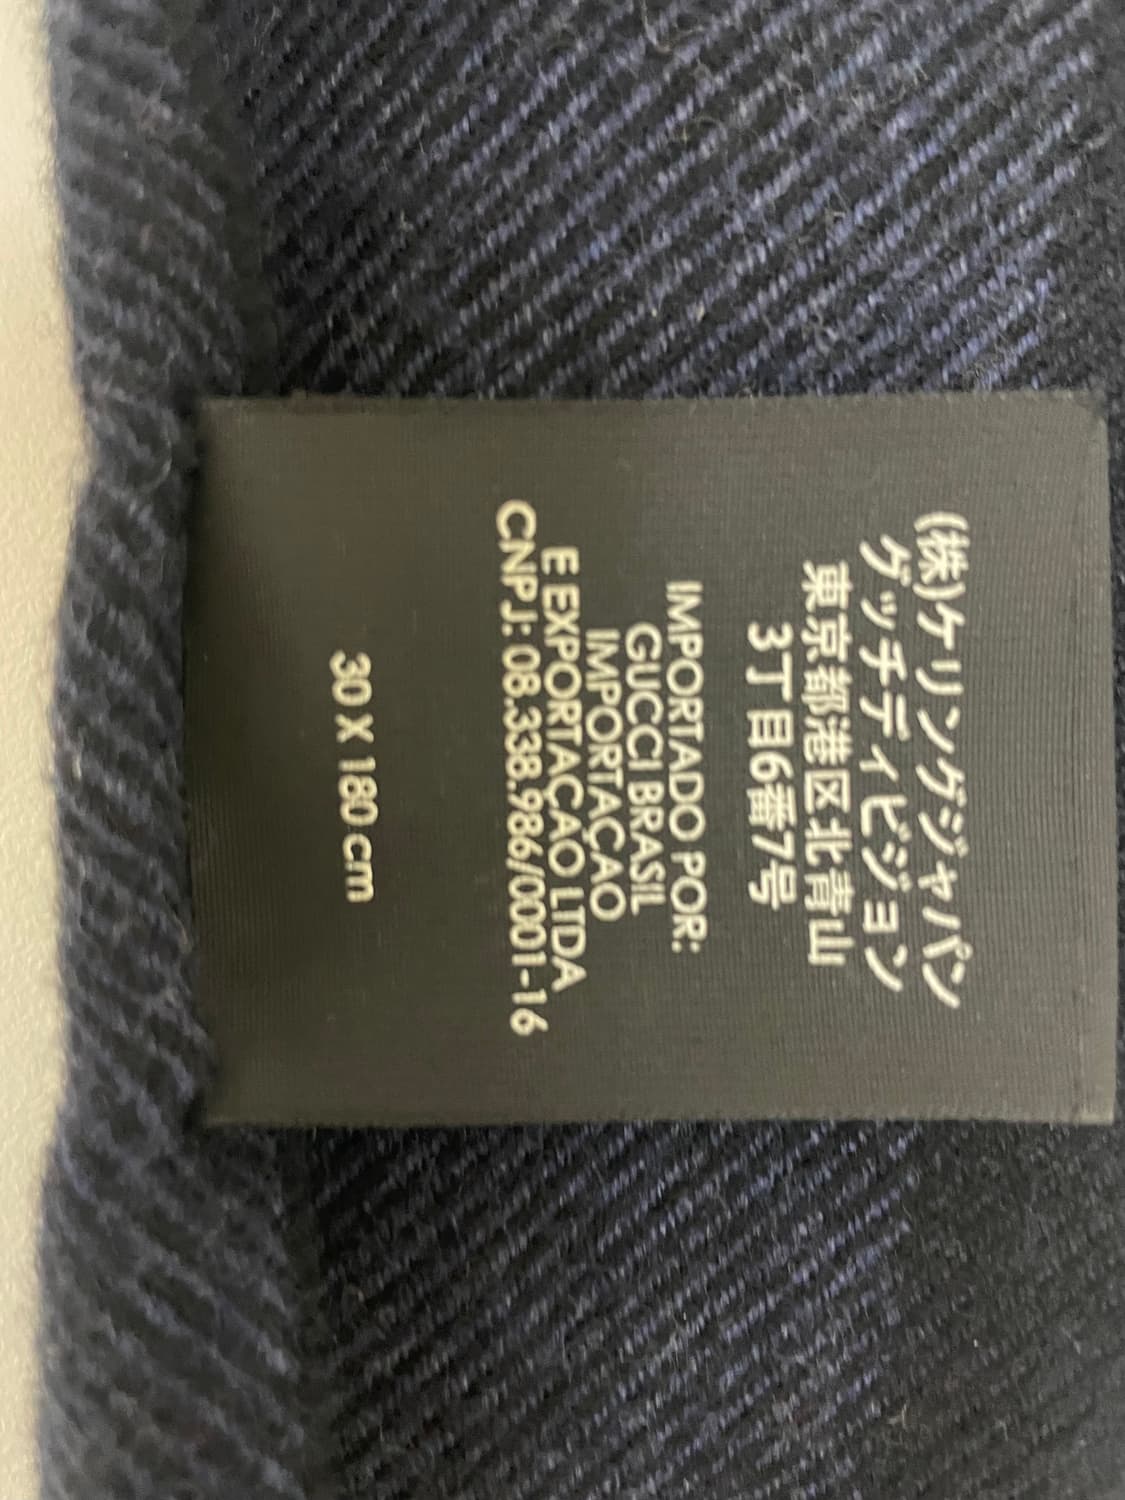 (株)ケリングジャパン
グッチディビジョン
東京都港区北青山
3丁目6番7号
IMPORTADO POR:
GUCCI BRASIL
IMPORTAÇAO
E EXPORTAÇAO LTDA
CNPJ: 08.338.986/0001-16
30 X 180 cm